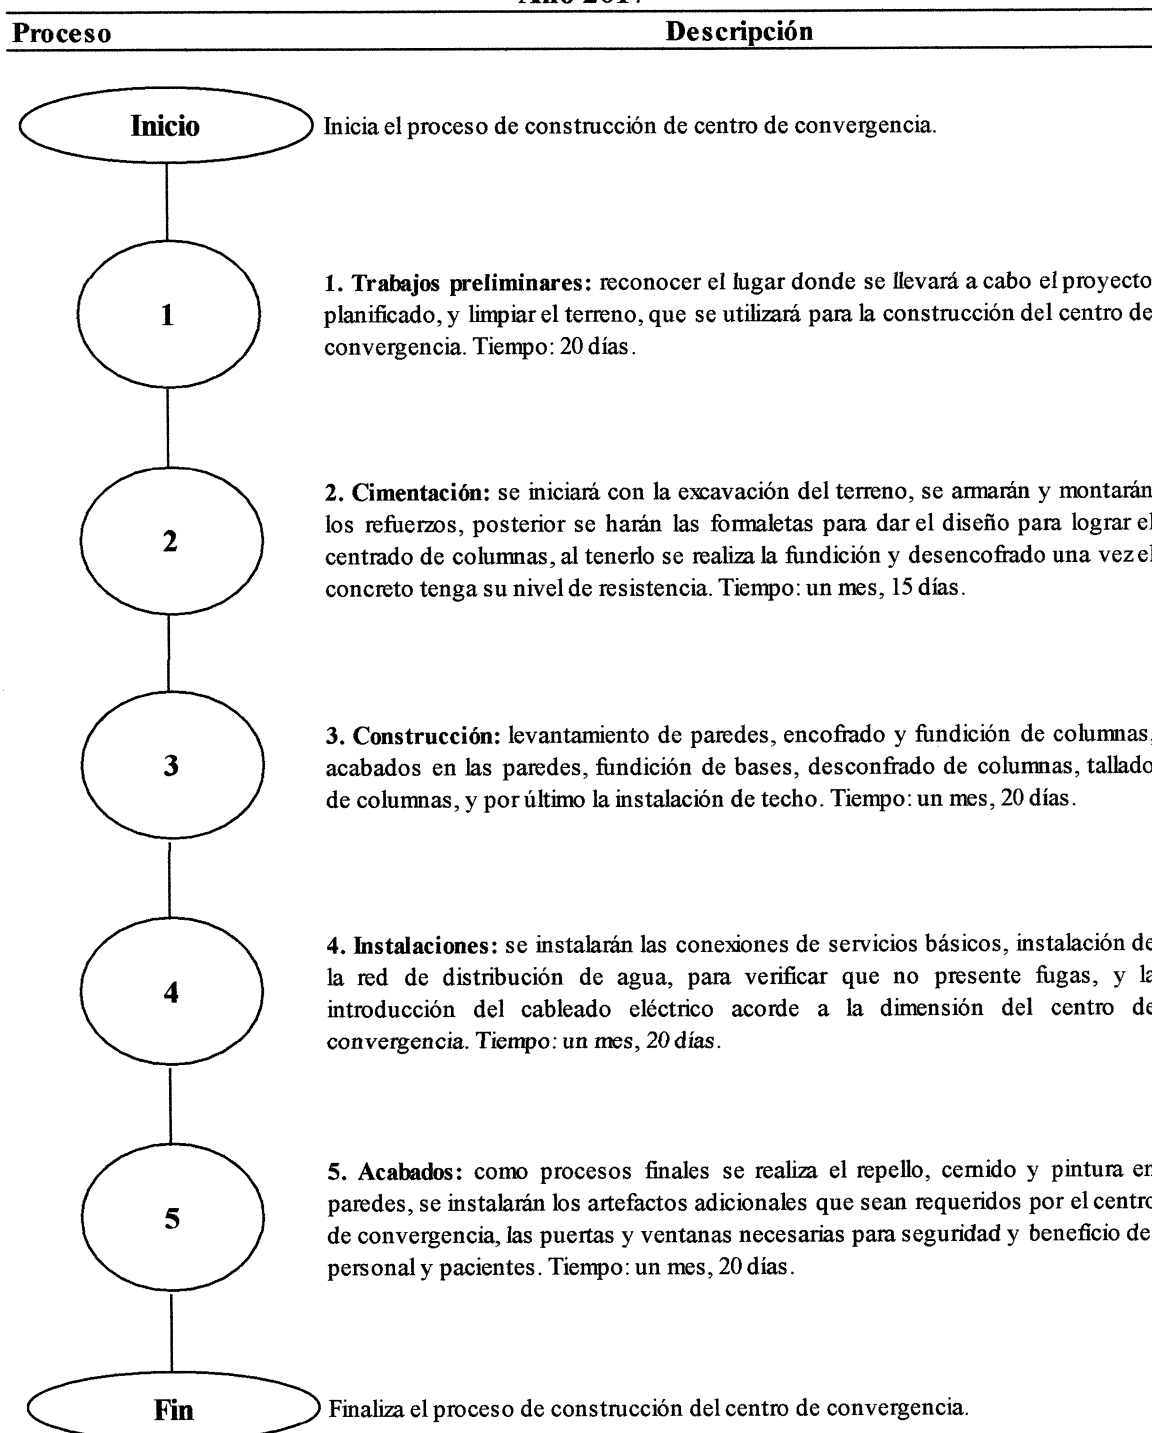 Año 2017
Proceso Descripción
Inicio Inicia el proceso de construcción de centro de convergencia.
1. Trabajos preliminares: reconocer el lugar donde se llevará a cabo el proyecto
1 planificado, y limpiar el terreno, que se utilizará para la construcción del centro de
convergencia. Tiempo: 20 días.
2. Cimentación: se iniciará con la excavación del terreno, se armarán y montarán
los refuerzos, posterior se harán las formaletas para dar el diseño para lograr el
2 centrado de columnas, al tenerlo se realiza la fundición y desencofrado una vez el
concreto tenga su nivel de resistencia. Tiempo: un mes, 15 días.
3. Construcción: levantamiento de paredes, encofrado y fundición de columnas,
3 acabados en las paredes, fundición de bases, desconfrado de columnas, tallado
de columnas, y por último la instalación de techo. Tiempo: un mes, 20 días.
4. Instalaciones: se instalarán las conexiones de servicios básicos, instalación de
la red de distribución de agua, para verificar que no presente fugas, y la
4 introducción del cableado eléctrico acorde a la dimensión del centro de
convergencia. Tiempo: un mes, 20 días.
5. Acabados: como procesos finales se realiza el repello, cernido y pintura en
paredes, se instalarán los artefactos adicionales que sean requeridos por el centro
5 de convergencia, las puertas y ventanas necesarias para seguridad y beneficio de
personal y pacientes. Tiempo: un mes, 20 días.
Fin Finaliza el proceso de construcción del centro de convergencia.